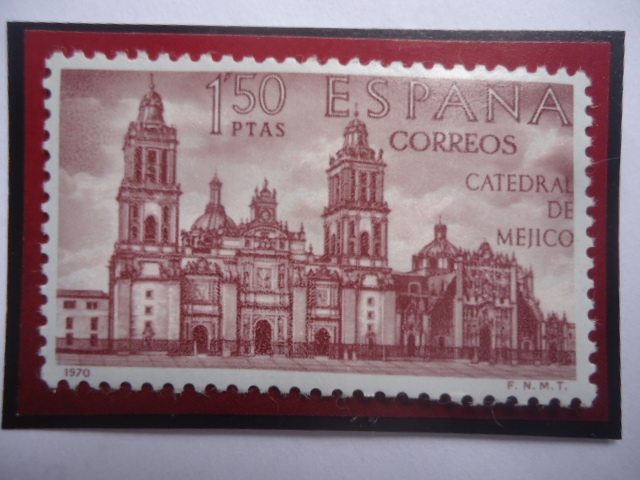 1'50 ESPAÑA
PTAS
CORREOS
CATEDRAL
DE
MEJICO
1970
F. N. M. T.